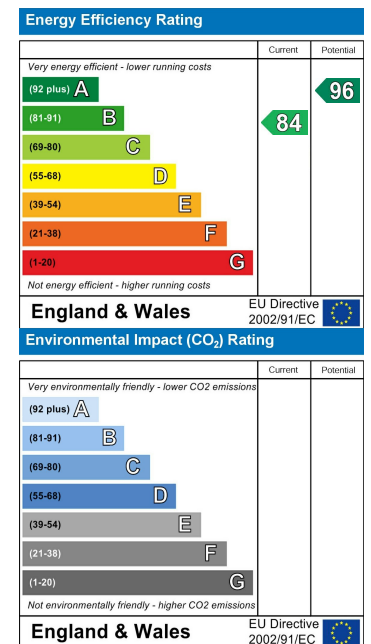 Energy Efficiency Rating
Current Potential
Very energy efficient - lower running costs
(92 plus) A
96
(81-91) B
84
(69-80) C
(55-68) D
(39-54) E
(21-38) F
(1-20) G
Not energy efficient - higher running costs
England & Wales
EU Directive
2002/91/EC
Environmental Impact (CO₂) Rating
Current Potential
Very environmentally friendly - lower CO2 emissions
(92 plus) A
(81-91) B
(69-80) C
(55-68) D
(39-54) E
(21-38) F
(1-20) G
Not environmentally friendly - higher CO2 emissions
England & Wales
EU Directive
2002/91/EC